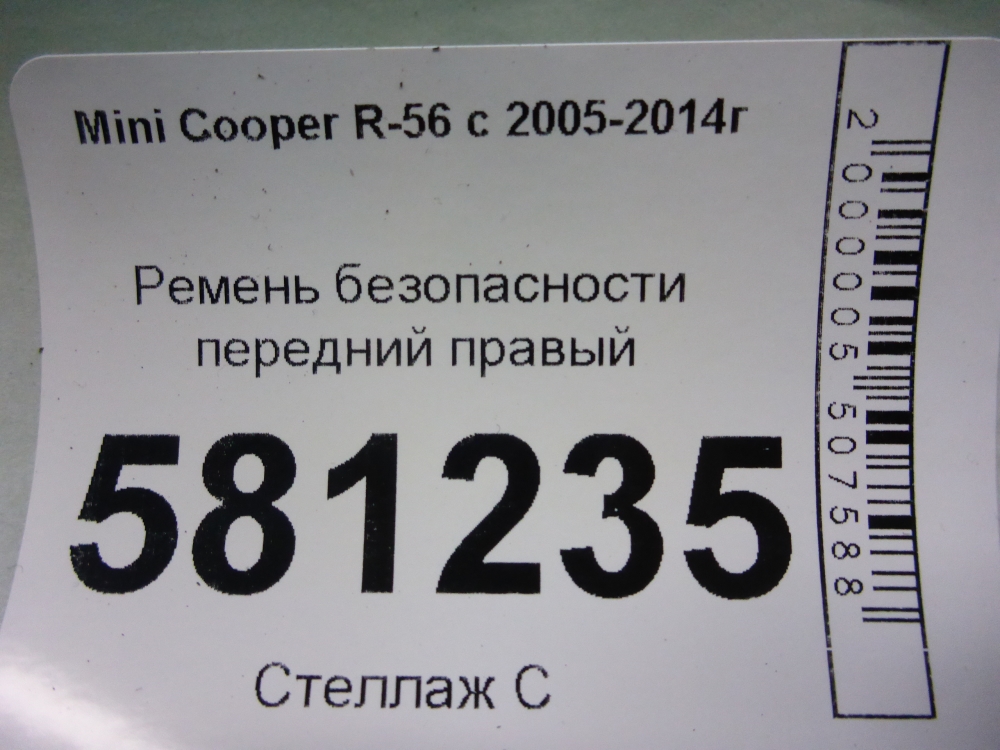 Mini Cooper R-56 с 2005-2014г
Ремень безопасности
передний правый
581235
Стеллаж С
2000005507588